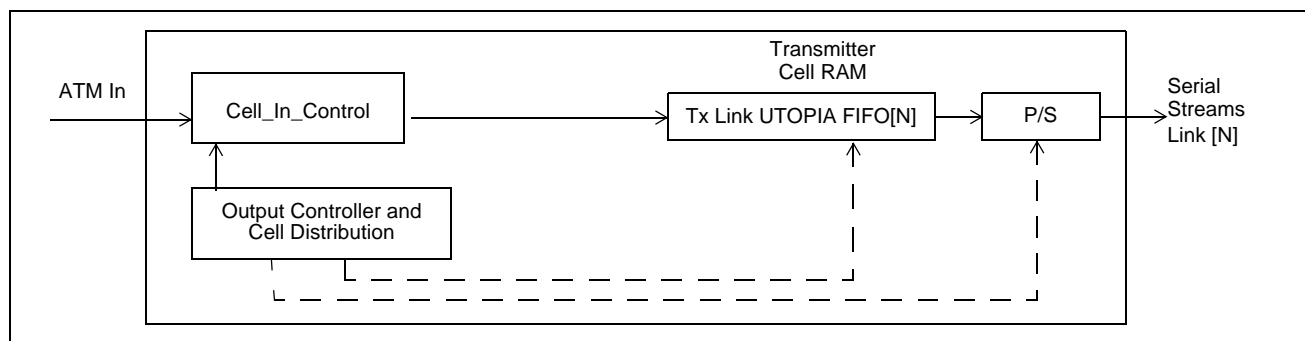 Transmitter
Cell RAM
ATM In
Cell_In_Control
Tx Link UTOPIA FIFO[N]
P/S
Serial
Streams
Link [N]
Output Controller and
Cell Distribution